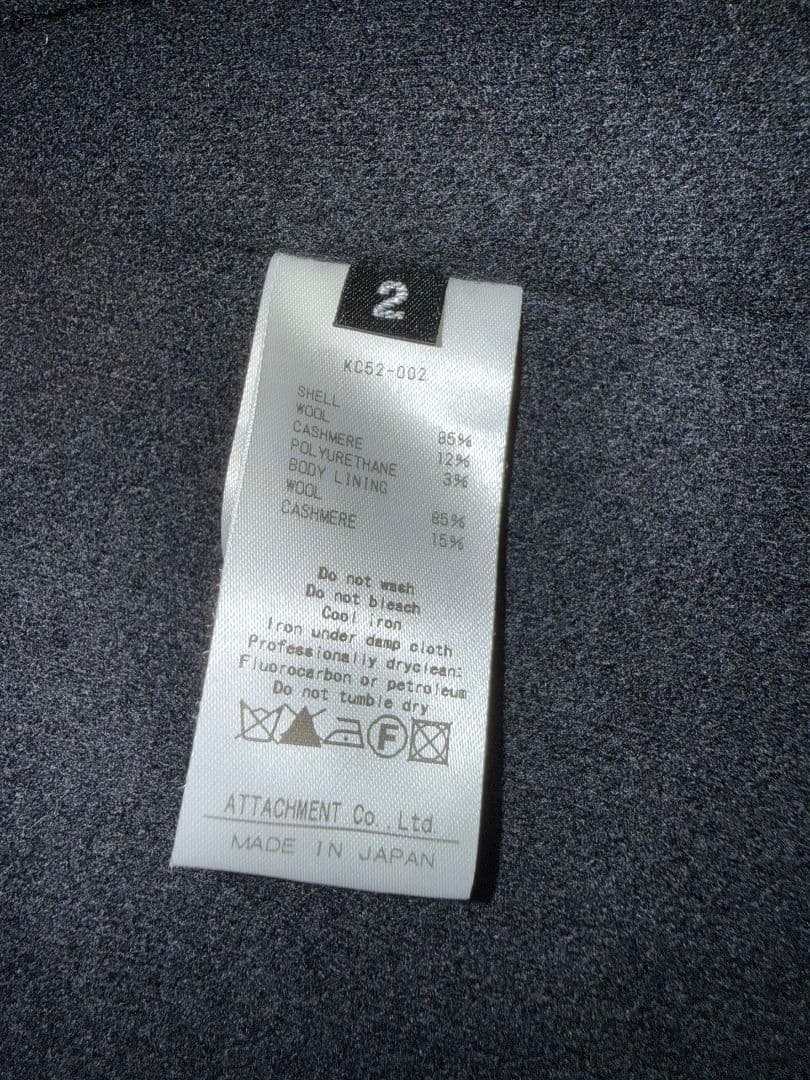 2
KC52-002
SHELL
WOOL 85%
CASHMERE 12%
POLYURETHANE 3%
BODY LINING
WOOL 85%
CASHMERE 15%
Do not wash
Do not bleach
Cool iron
Iron under damp cloth
Professionally dryclean:
Fluorocarbon or petroleum
Do not tumble dry
F
ATTACHMENT Co.,Ltd.
MADE IN JAPAN